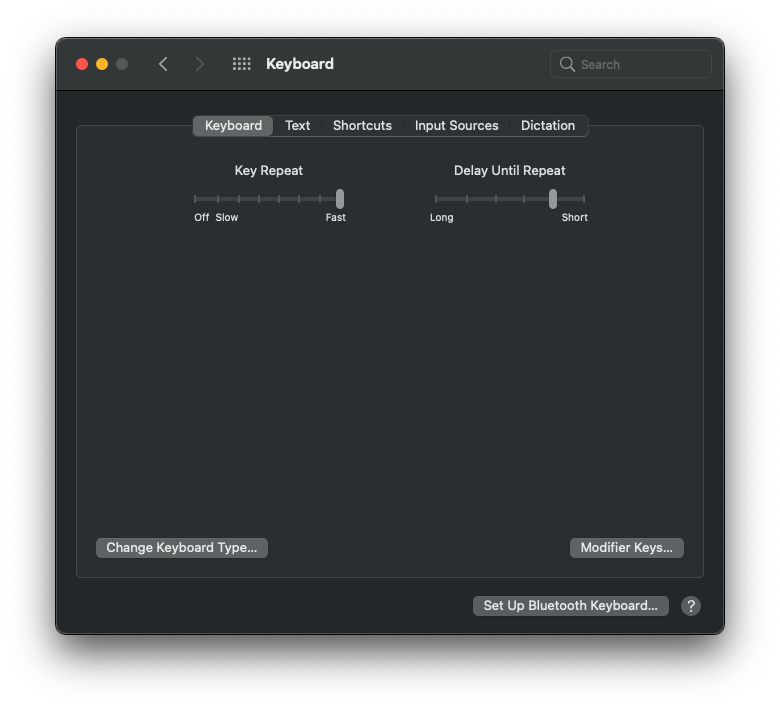 Keyboard
Search
Keyboard Text Shortcuts Input Sources Dictation
Key Repeat Delay Until Repeat
Off Slow Fast Long Short
Change Keyboard Type... Modifier Keys...
Set Up Bluetooth Keyboard... ?